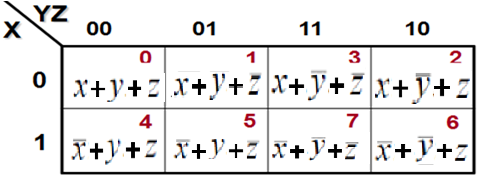 X YZ 00 01 11 10
0 1 3 2
0 x+y+z x+y+z̅ x+y̅+z̅ x+y̅+z
4 5 7 6
1 x̅+y+z x̅+y+z̅ x̅+y̅+z̅ x̅+y̅+z